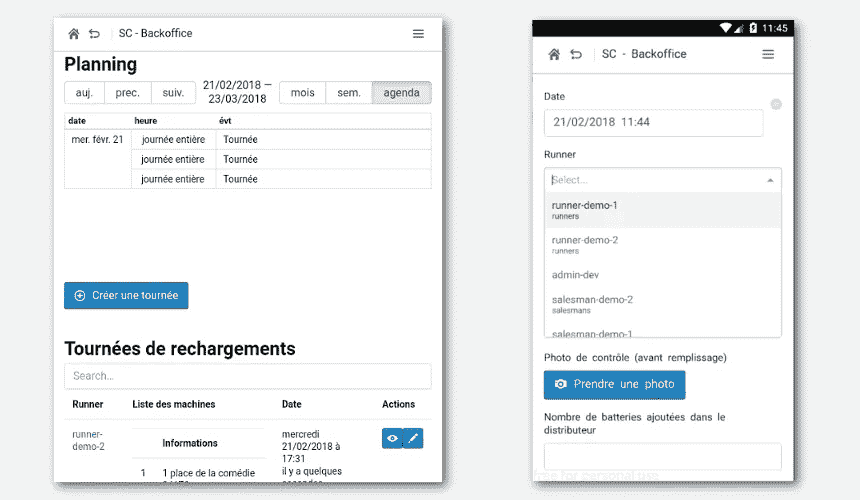 SC - Backoffice
Planning
auj. prec. suiv. 21/02/2018 — 23/03/2018 mois sem. agenda
date heure évt
mer. févr. 21 journée entière Tournée
journée entière Tournée
journée entière Tournée
Créer une tournée
Tournées de rechargements
Search...
Runner Liste des machines Date Actions
runner-demo-2
Informations
1 1 place de la comédie
mercredi
21/02/2018 à
17:31
il y a quelques
11:45
SC - Backoffice
Date
21/02/2018 11:44
Runner
Select...
runner-demo-1
runners
runner-demo-2
runners
admin-dev
salesman-demo-2
salesmans
salesman-demo-1
Photo de contrôle (avant remplissage)
Prendre une photo
Nombre de batteries ajoutées dans le
distributeur
free for personal use